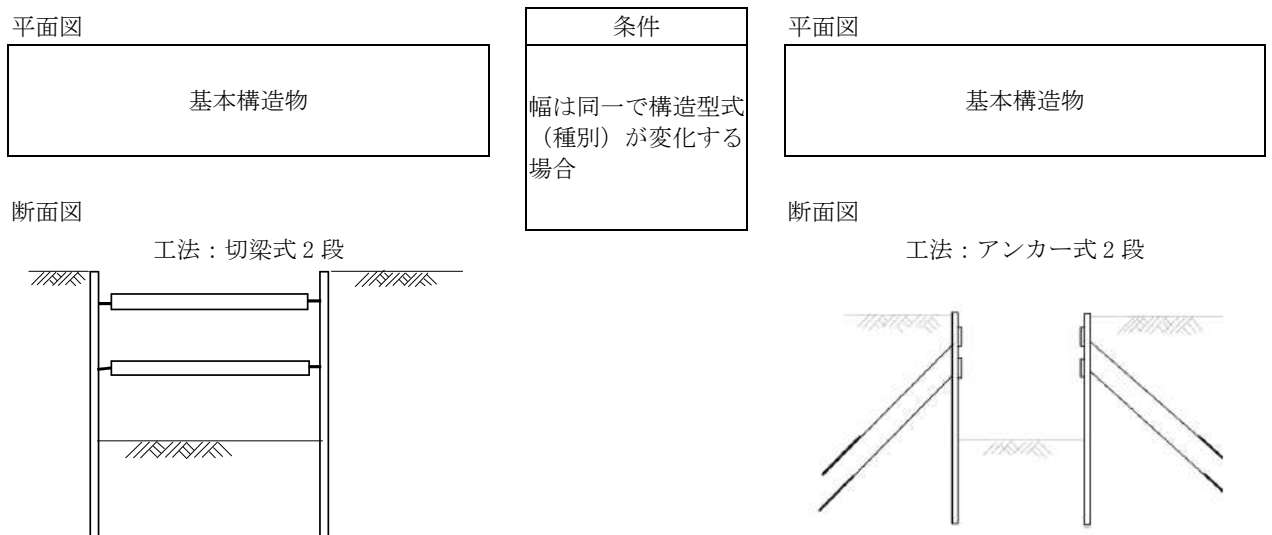 平面図
基本構造物
断面図
工法：切梁式2段
条件
幅は同一で構造型式
（種別）が変化する
場合
平面図
基本構造物
断面図
工法：アンカー式2段